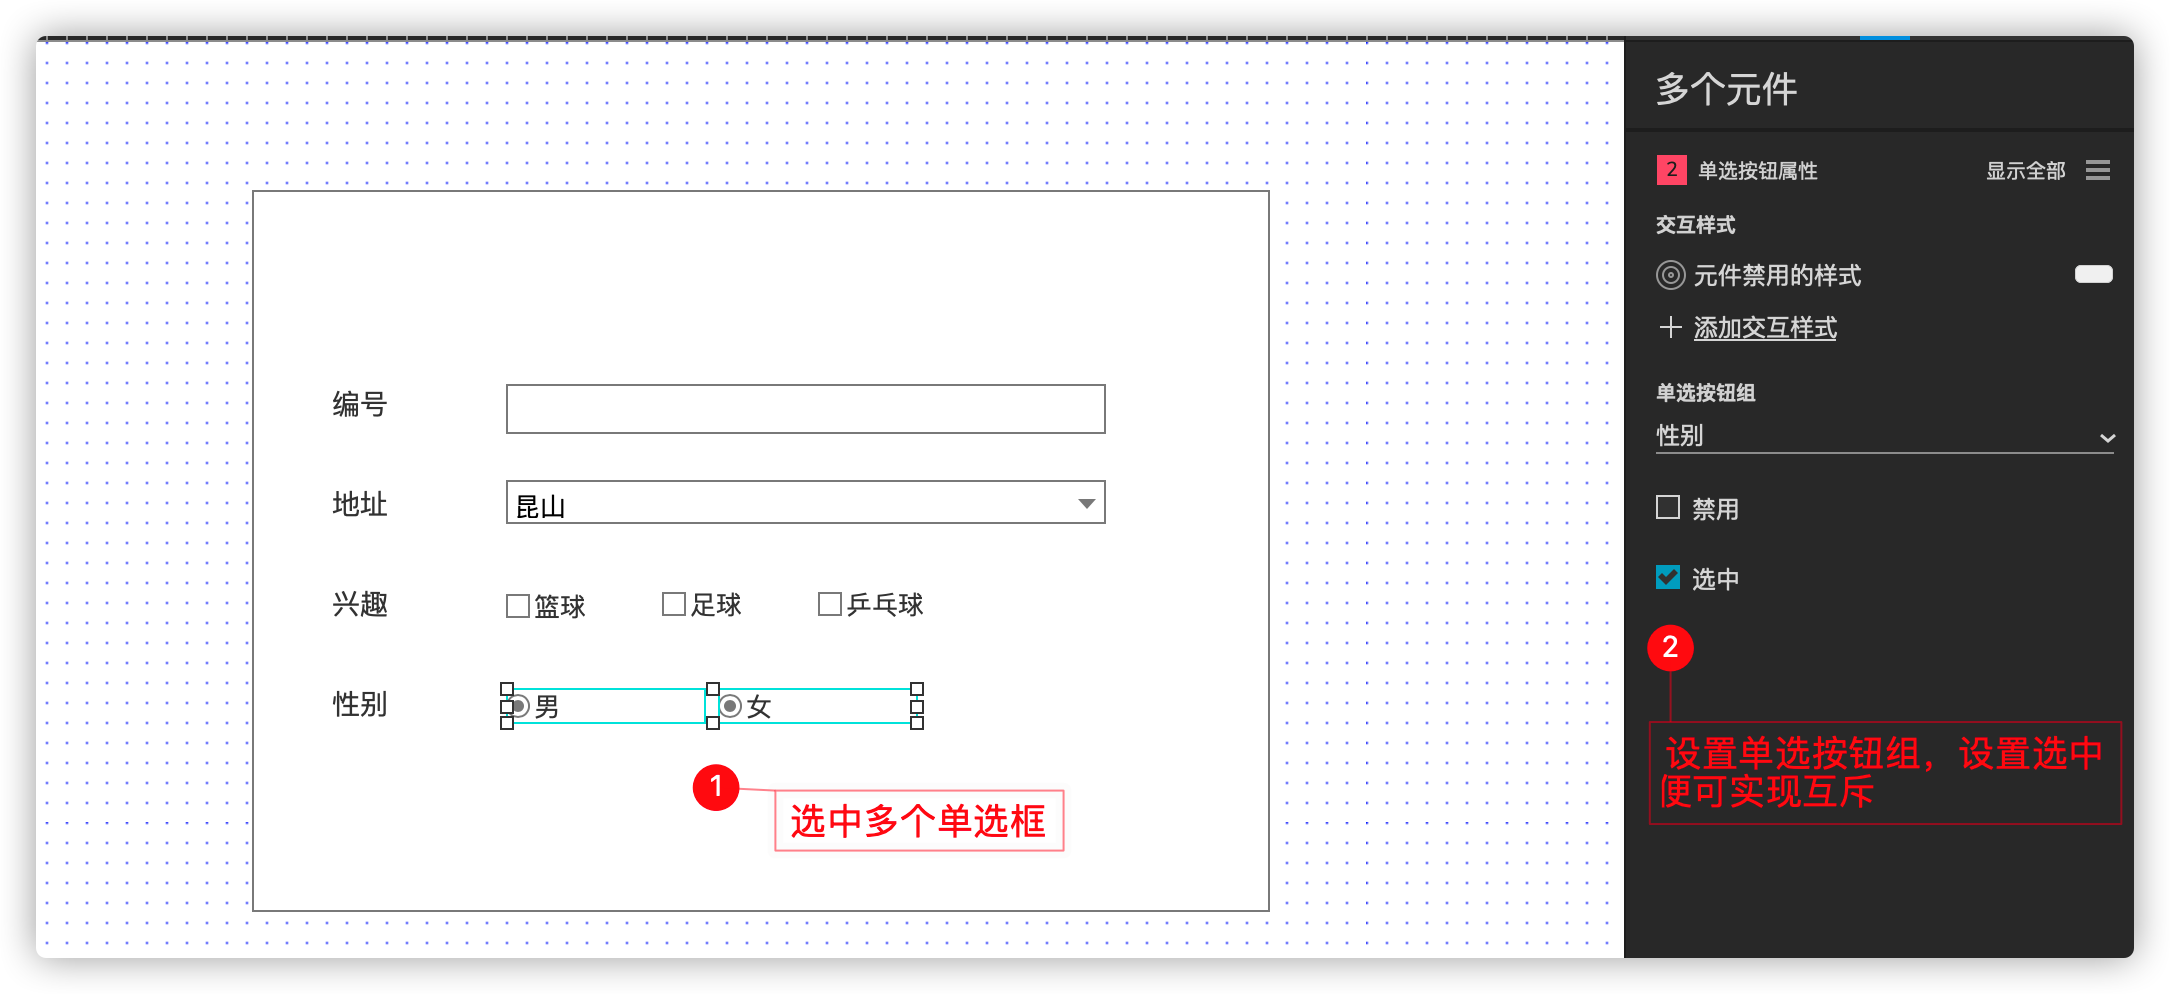 多个元件
2 单选按钮属性 显示全部
交互样式
元件禁用的样式
添加交互样式
单选按钮组
性别
禁用
选中
2
设置单选按钮组，设置选中
便可实现互斥
编号
地址 昆山
兴趣 篮球 足球 乒乓球
性别 男 女
1
选中多个单选框